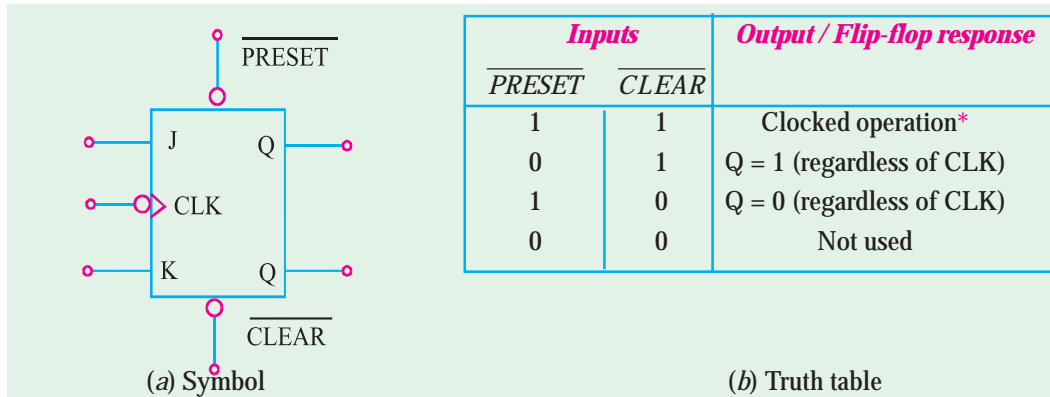 PRESET
J Q
CLK
K Q
CLEAR
(a) Symbol
Inputs Output / Flip-flop response
PRESET CLEAR
1 1 Clocked operation*
0 1 Q = 1 (regardless of CLK)
1 0 Q = 0 (regardless of CLK)
0 0 Not used
(b) Truth table